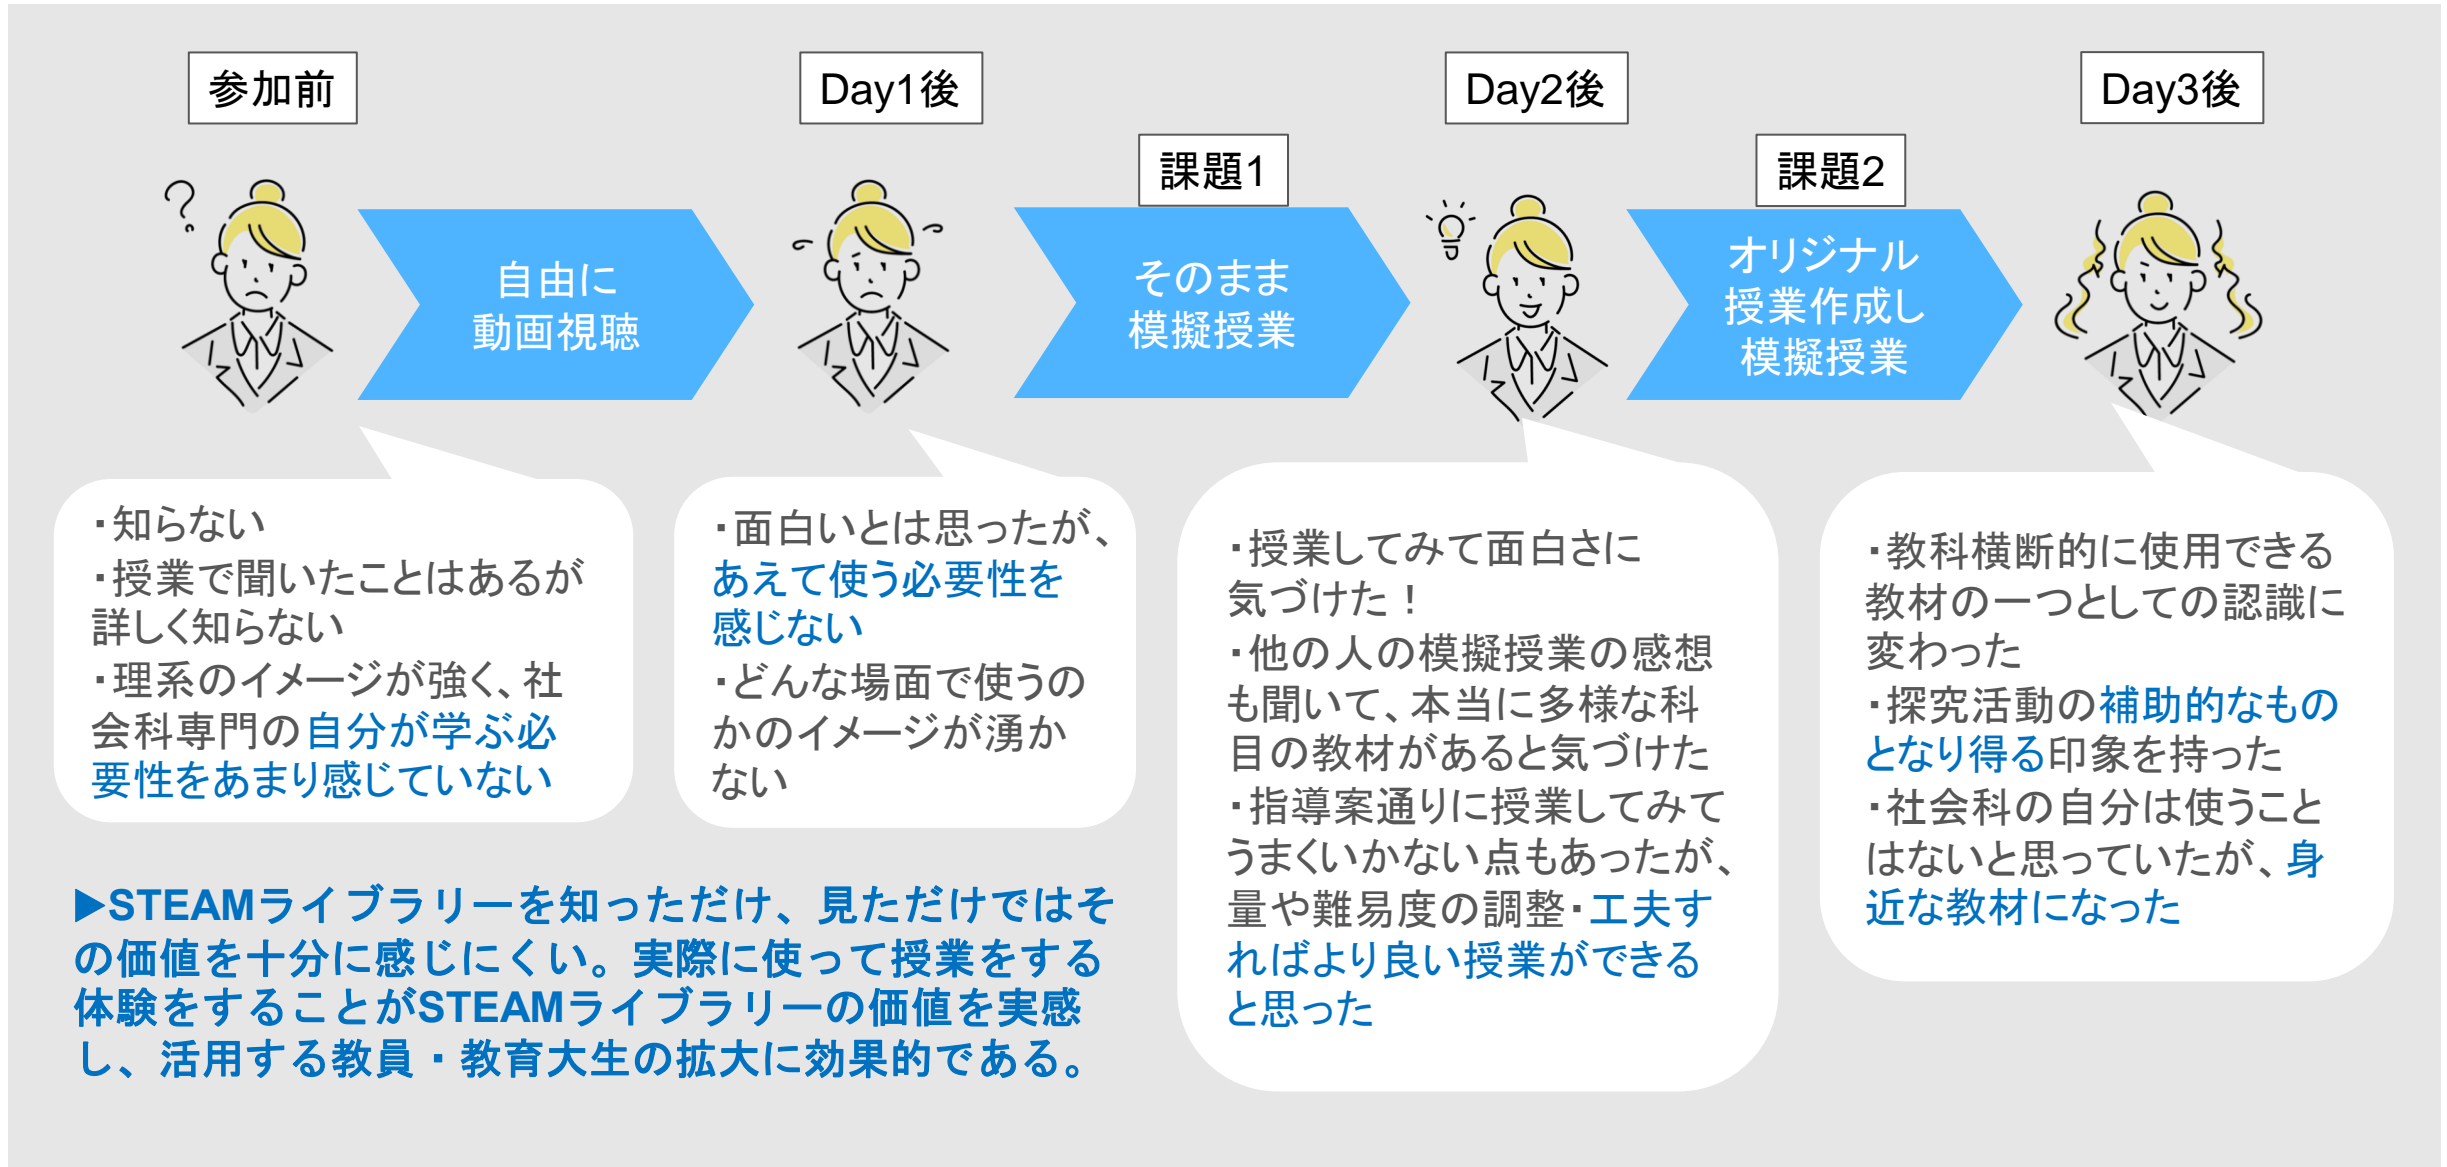 参加前
Day1後
Day2後
Day3後
課題1
課題2
自由に
動画視聴
そのまま
模擬授業
オリジナル
授業作成し
模擬授業
・知らない
・授業で聞いたことはあるが
詳しく知らない
・理系のイメージが強く、社
会科専門の自分が学ぶ必
要性をあまり感じていない
・面白いとは思ったが、
あえて使う必要性を
感じない
・どんな場面で使うの
かのイメージが湧か
ない
・授業してみて面白さに
気づけた！
・他の人の模擬授業の感想
も聞いて、本当に多様な科
目の教材があると気づけた
・指導案通りに授業してみて
うまくいかない点もあったが、
量や難易度の調整・工夫す
ればより良い授業ができる
と思った
・教科横断的に使用できる
教材の一つとしての認識に
変わった
・探究活動の補助的なもの
となり得る印象を持った
・社会科の自分は使うこと
はないと思っていたが、身
近な教材になった
▶STEAMライブラリーを知っただけ、見ただけではそ
の価値を十分に感じにくい。実際に使って授業をする
体験をすることがSTEAMライブラリーの価値を実感
し、活用する教員・教育大生の拡大に効果的である。